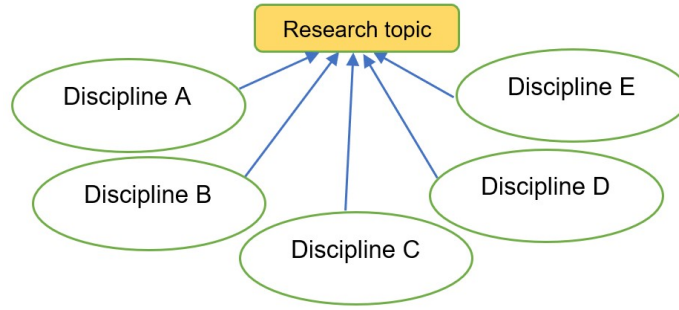 Research topic
Discipline A
Discipline E
Discipline B
Discipline D
Discipline C